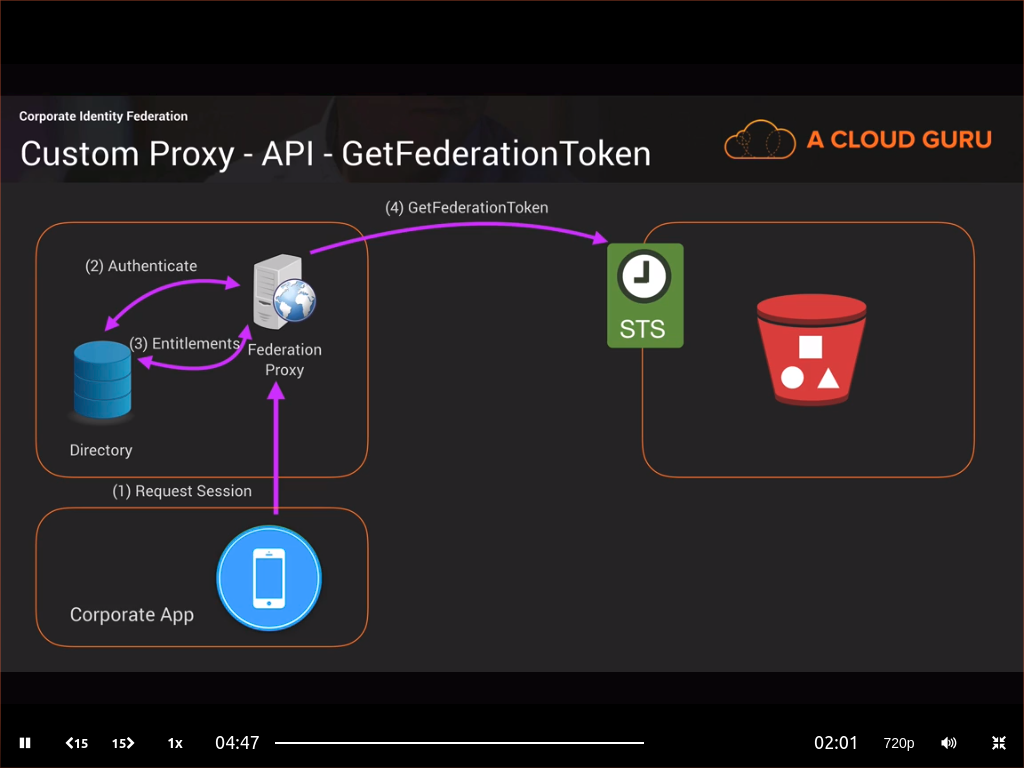 Corporate Identity Federation
Custom Proxy - API - GetFederationToken
A CLOUD GURU
(4) GetFederationToken
(2) Authenticate
(3) Entitlements
STS
Federation
Proxy
Directory
(1) Request Session
Corporate App
15
15
1x
04:47
02:01
720p